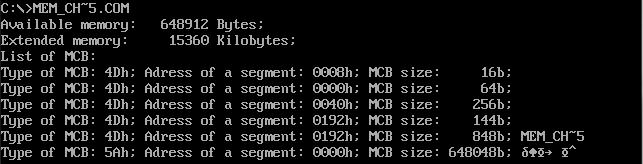 C:\>MEM_CH~5.COM
Available memory:   648912 Bytes;
Extended memory:     15360 Kilobytes;
List of MCB:
Type of MCB: 4Dh; Adress of a segment: 0008h; MCB size:     16b;
Type of MCB: 4Dh; Adress of a segment: 0000h; MCB size:     64b;
Type of MCB: 4Dh; Adress of a segment: 0040h; MCB size:    256b;
Type of MCB: 4Dh; Adress of a segment: 0192h; MCB size:    144b;
Type of MCB: 4Dh; Adress of a segment: 0192h; MCB size:    848b; MEM_CH~5
Type of MCB: 5Ah; Adress of a segment: 0000h; MCB size: 648048b;